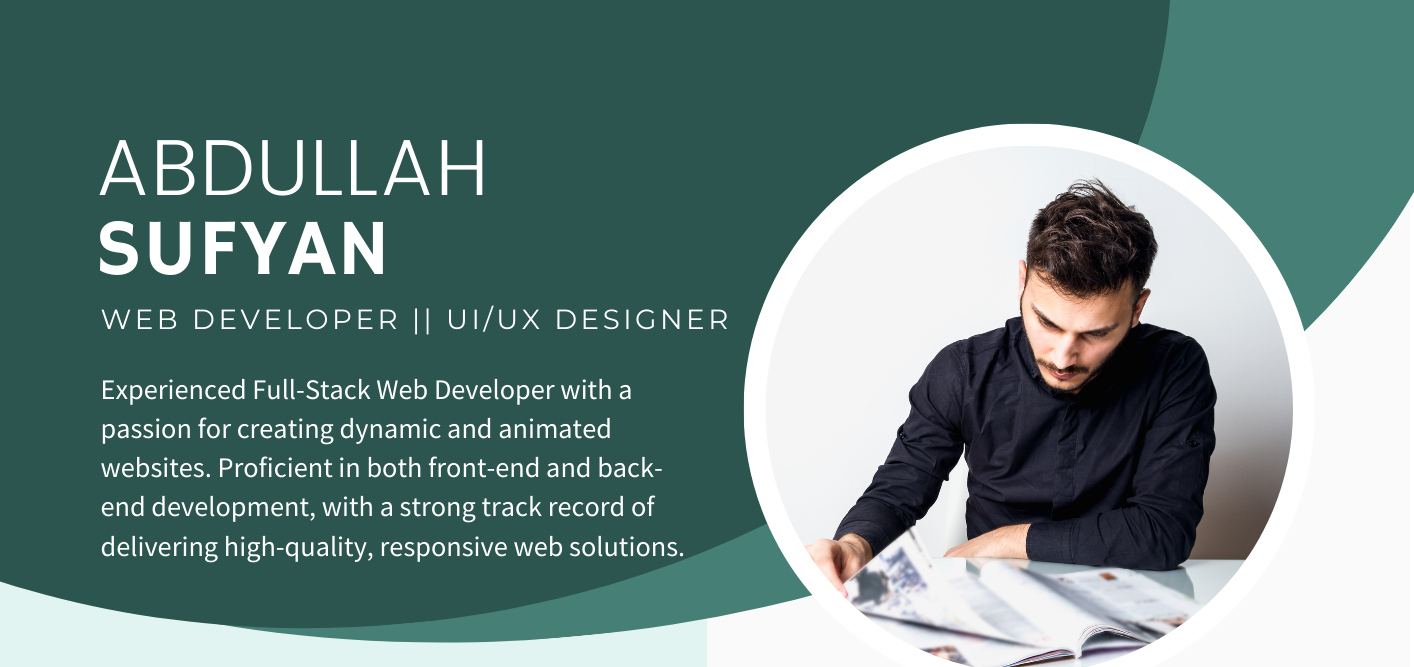 ABDULLAH
SUFYAN
WEB DEVELOPER || UI/UX DESIGNER
Experienced Full-Stack Web Developer with a
passion for creating dynamic and animated
websites. Proficient in both front-end and back-
end development, with a strong track record of
delivering high-quality, responsive web solutions.